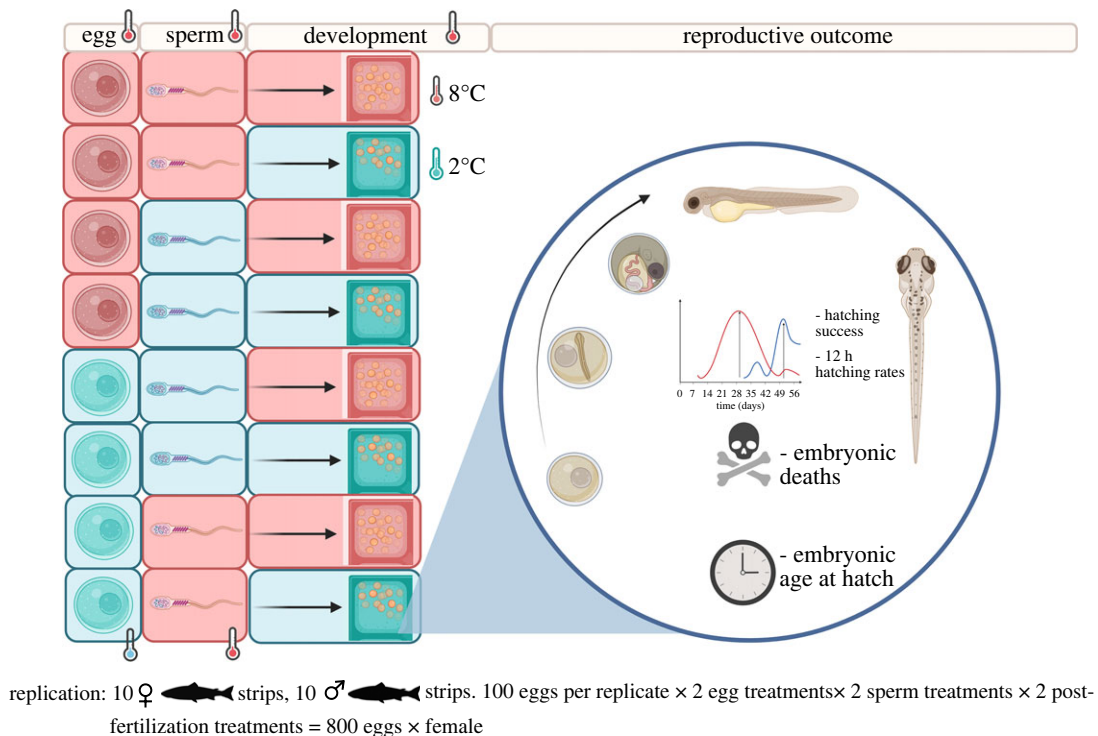 egg sperm development reproductive outcome
8°C
2°C
- hatching
success
- 12 h
hatching rates
0 7 14 21 28 35 42 49 56
time (days)
- embryonic
deaths
- embryonic
age at hatch
replication: 10 ♀ strips, 10 ♂ strips. 100 eggs per replicate × 2 egg treatments× 2 sperm treatments × 2 post-
fertilization treatments = 800 eggs × female